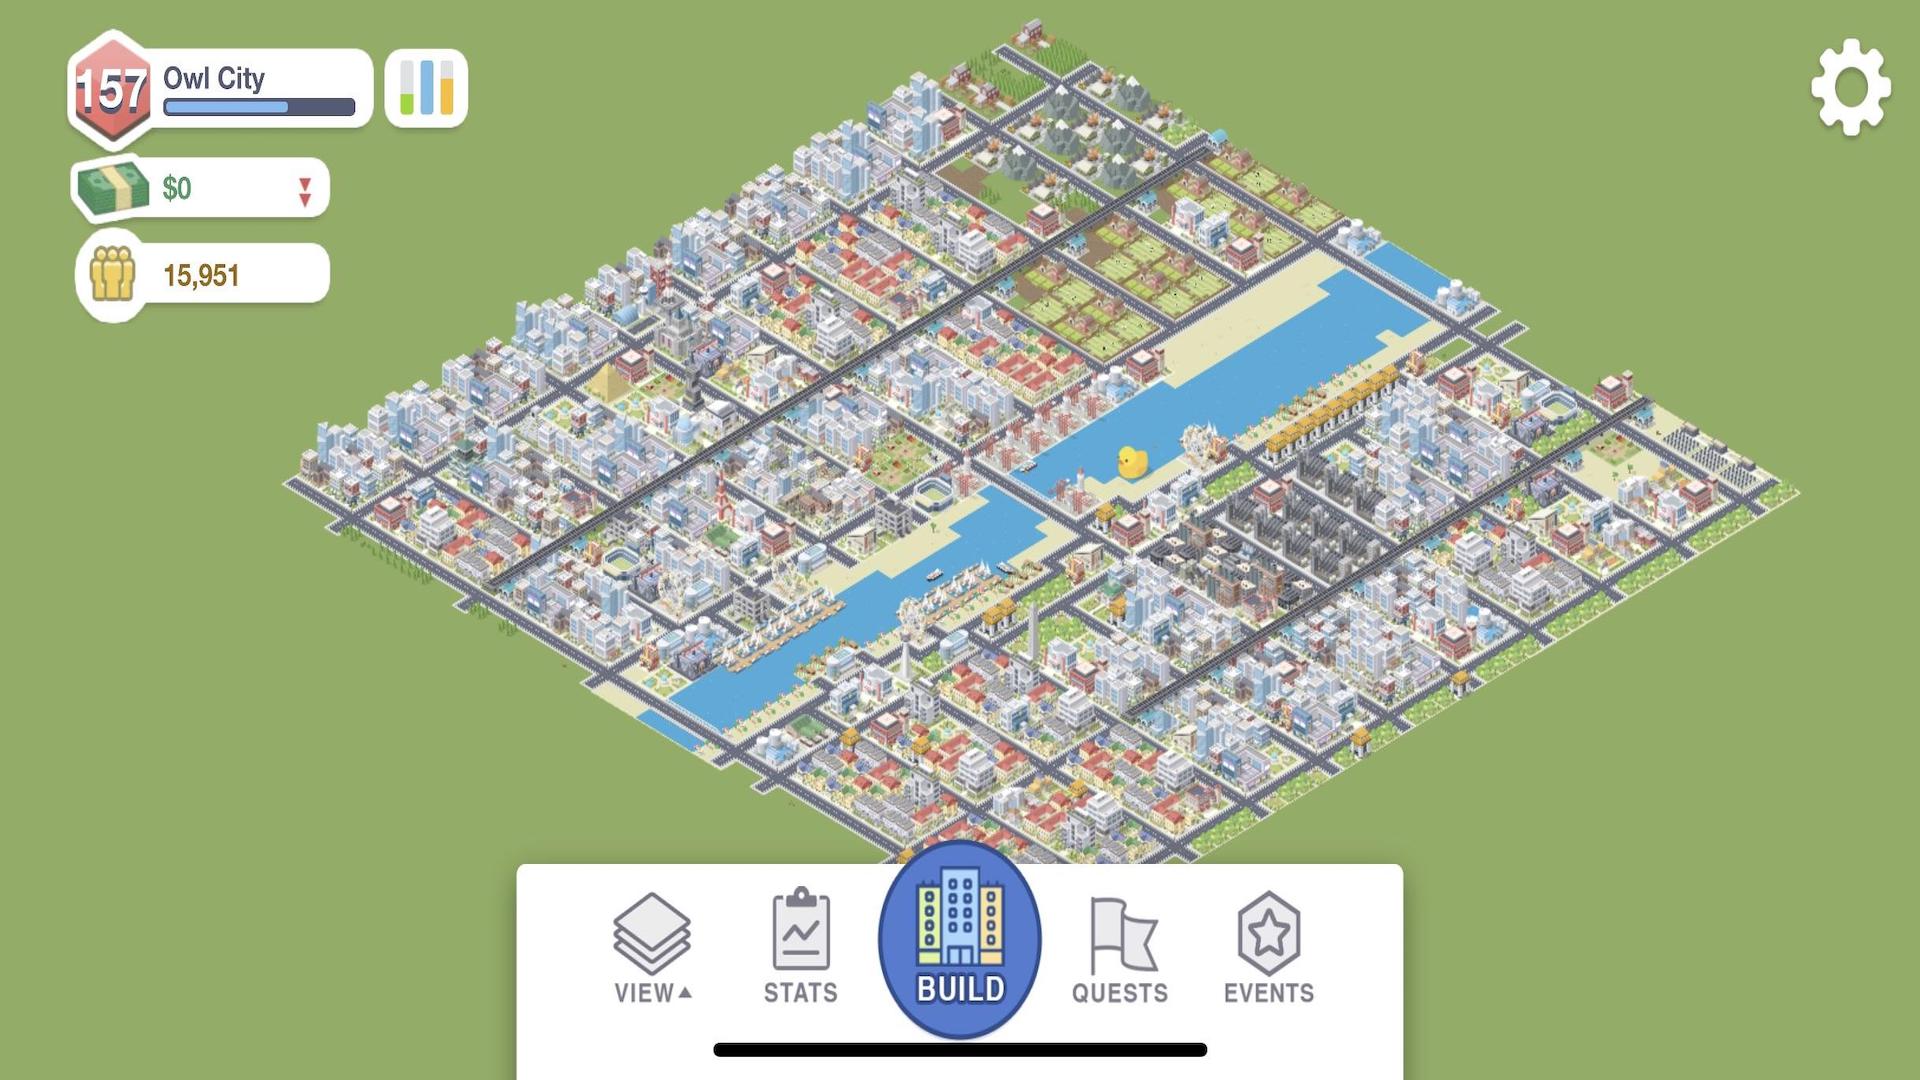 157
Owl City
$0
15,951
VIEW▲
STATS
BUILD
QUESTS
EVENTS